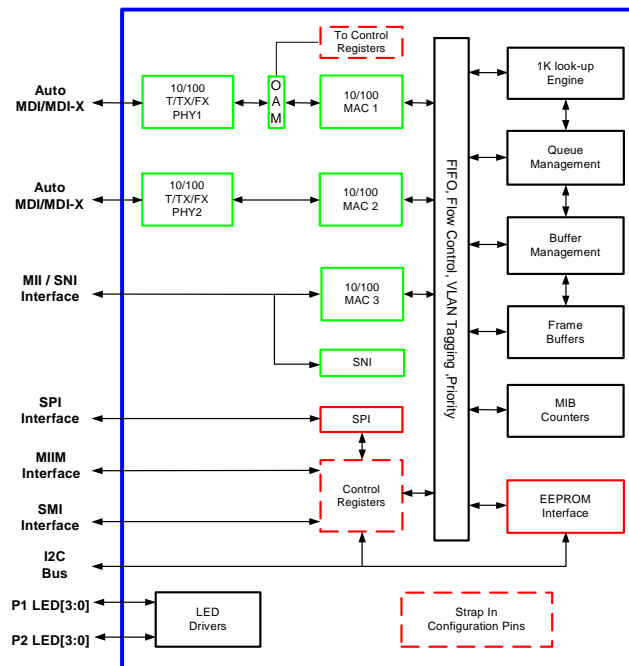 To Control
Registers
Auto
MDI/MDI-X
10/100
T/TX/FX
PHY1
O
A
M
10/100
MAC 1
1K look-up
Engine
Auto
MDI/MDI-X
10/100
T/TX/FX
PHY2
10/100
MAC 2
Queue
Management
FIFO, Flow Control, VLAN Tagging ,Priority
Buffer
Management
MII / SNI
Interface
10/100
MAC 3
Frame
Buffers
SNI
SPI
Interface
SPI
MIB
Counters
MIIM
Interface
Control
Registers
EEPROM
Interface
SMI
Interface
I2C
Bus
P1 LED[3:0]
LED
Drivers
P2 LED[3:0]
Strap In
Configuration Pins